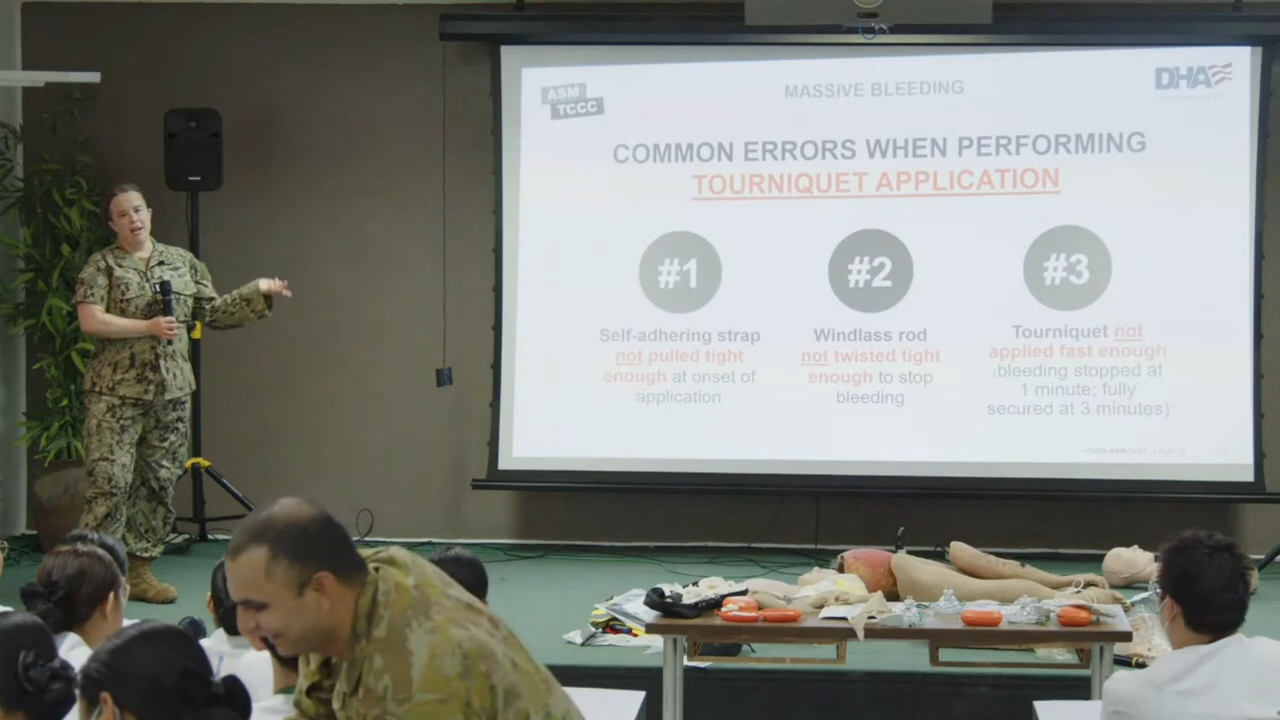 ASM
TCCC
MASSIVE BLEEDING
DHA
COMMON ERRORS WHEN PERFORMING
TOURNIQUET APPLICATION
#1
#2
#3
Self-adhering strap
not pulled tight
enough at onset of
application
Windlass rod
not twisted tight
enough to stop
bleeding
Tourniquet not
applied fast enough
(bleeding stopped at
1 minute; fully
secured at 3 minutes)